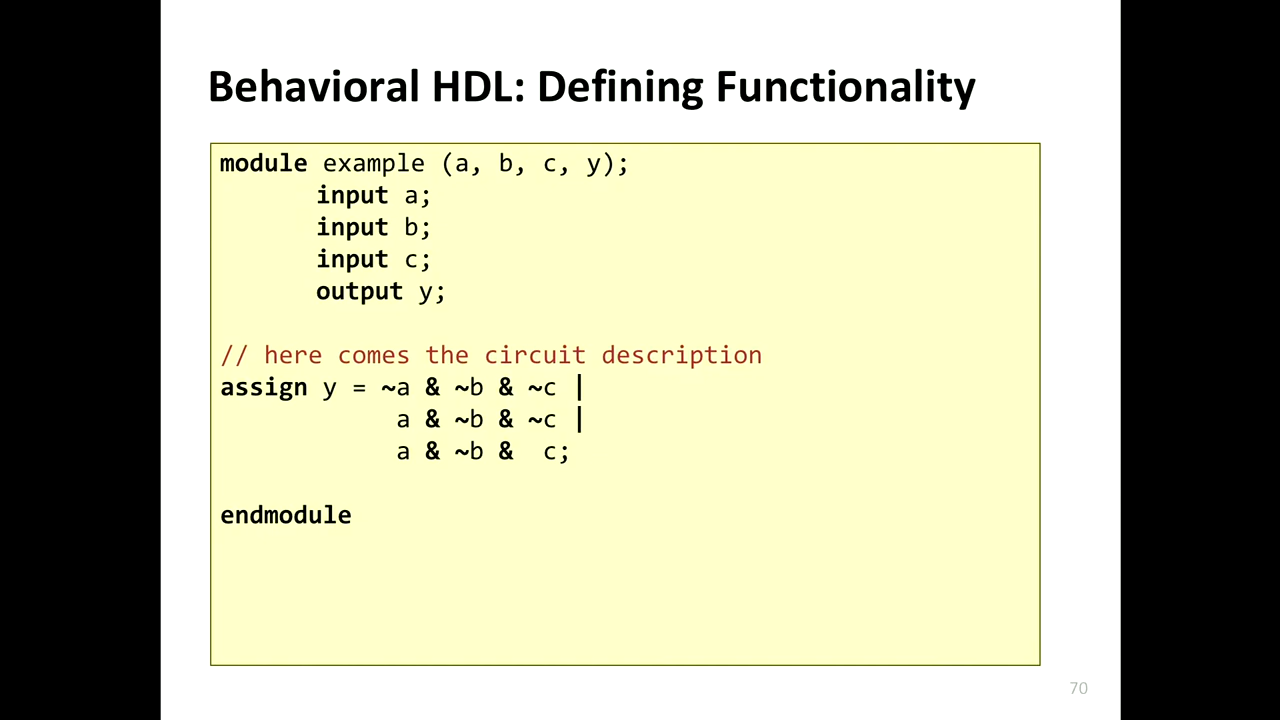 Behavioral HDL: Defining Functionality
module example (a, b, c, y);
input a;
input b;
input c;
output y;
// here comes the circuit description
assign y = ~a & ~b & ~c |
a & ~b & ~c |
a & ~b &  c;
endmodule
70